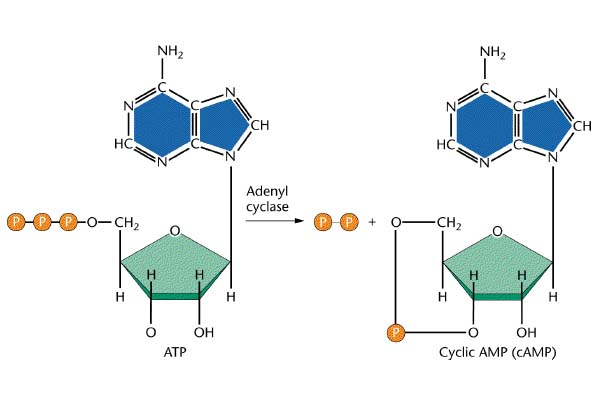 NH₂
C
N
C
N
HC
CH
N
C
N
Adenyl
cyclase
P P P O CH₂
O
H H
H H
O OH
ATP
NH₂
C
N
C
N
HC
CH
N
C
N
P P + O CH₂
O
H H
H H
P O OH
Cyclic AMP (cAMP)